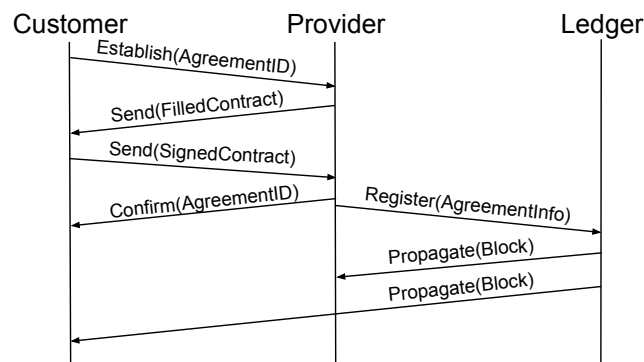 Customer
Provider
Ledger
Establish(AgreementID)
Send(FilledContract)
Send(SignedContract)
Confirm(AgreementID)
Register(AgreementInfo)
Propagate(Block)
Propagate(Block)